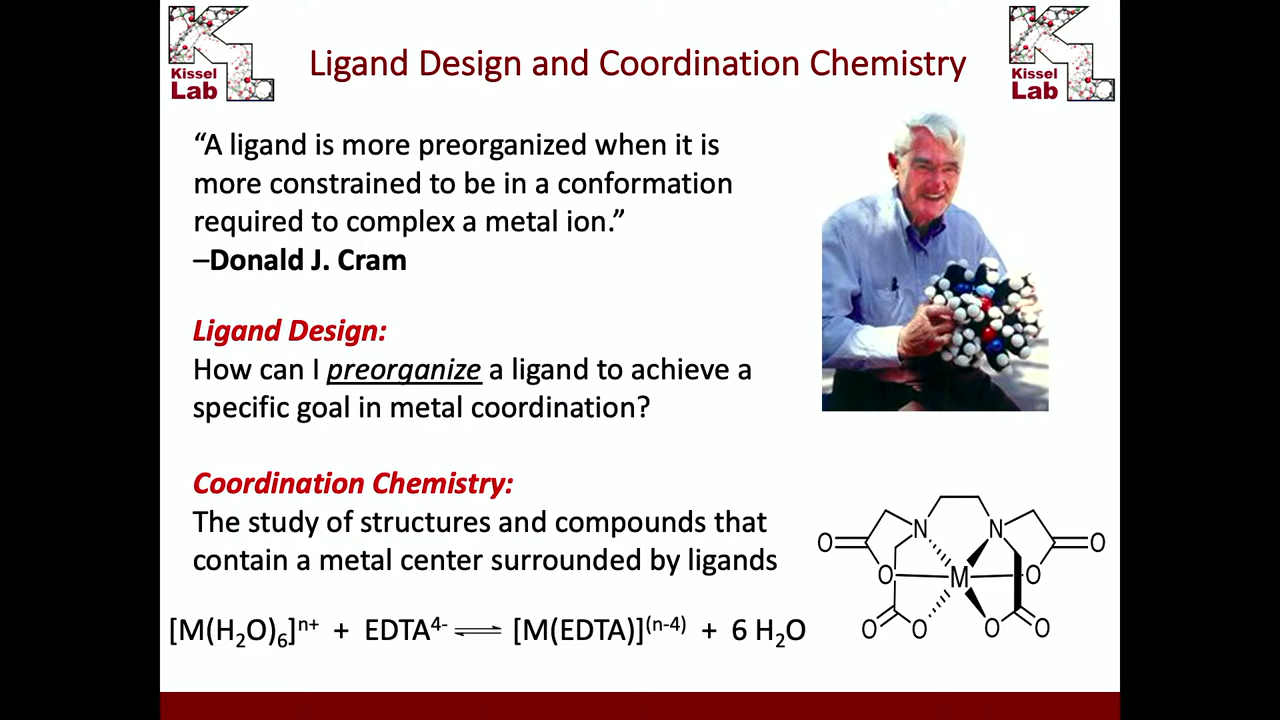 Kissel
Lab
Ligand Design and Coordination Chemistry
Kissel
Lab
“A ligand is more preorganized when it is
more constrained to be in a conformation
required to complex a metal ion.”
–Donald J. Cram
Ligand Design:
How can I preorganize a ligand to achieve a
specific goal in metal coordination?
Coordination Chemistry:
The study of structures and compounds that
contain a metal center surrounded by ligands
[M(H₂O)₆]ⁿ⁺ + EDTA⁴⁻ ⇌ [M(EDTA)]⁽ⁿ⁻⁴⁾ + 6 H₂O
O N N O
O M O
O O O O